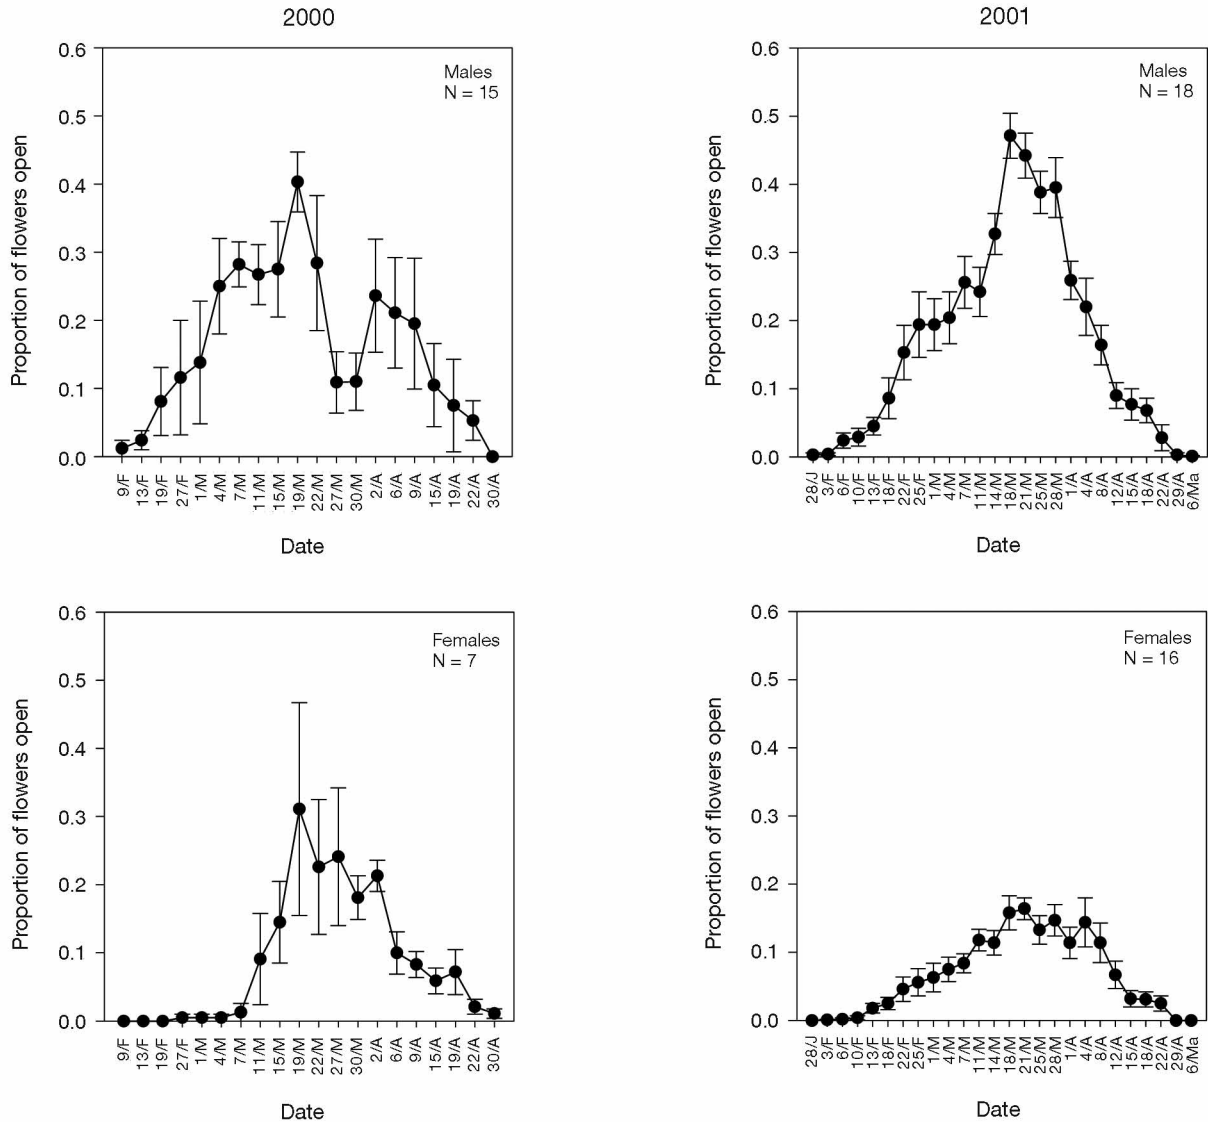 2000
0.6
Males
N = 15
0.5
0.4
0.3
0.2
0.1
0.0
Proportion of flowers open
9/F 13/F 19/F 27/F 1/M 4/M 7/M 11/M 15/M 19/M 22/M 27/M 30/M 2/A 6/A 9/A 15/A 19/A 22/A 30/A
Date
2001
0.6
Males
N = 18
0.5
0.4
0.3
0.2
0.1
0.0
Proportion of flowers open
28/J 3/F 6/F 10/F 13/F 18/F 22/F 25/F 1/M 4/M 7/M 11/M 14/M 18/M 21/M 25/M 28/M 1/A 4/A 8/A 12/A 15/A 18/A 22/A 29/A 6/Ma
Date
0.6
Females
N = 7
0.5
0.4
0.3
0.2
0.1
0.0
Proportion of flowers open
9/F 13/F 19/F 27/F 1/M 4/M 7/M 11/M 15/M 19/M 22/M 27/M 30/M 2/A 6/A 9/A 15/A 19/A 22/A 30/A
Date
0.6
Females
N = 16
0.5
0.4
0.3
0.2
0.1
0.0
Proportion of flowers open
28/J 3/F 6/F 10/F 13/F 18/F 22/F 25/F 1/M 4/M 7/M 11/M 14/M 18/M 21/M 25/M 28/M 1/A 4/A 8/A 12/A 15/A 18/A 22/A 29/A 6/Ma
Date